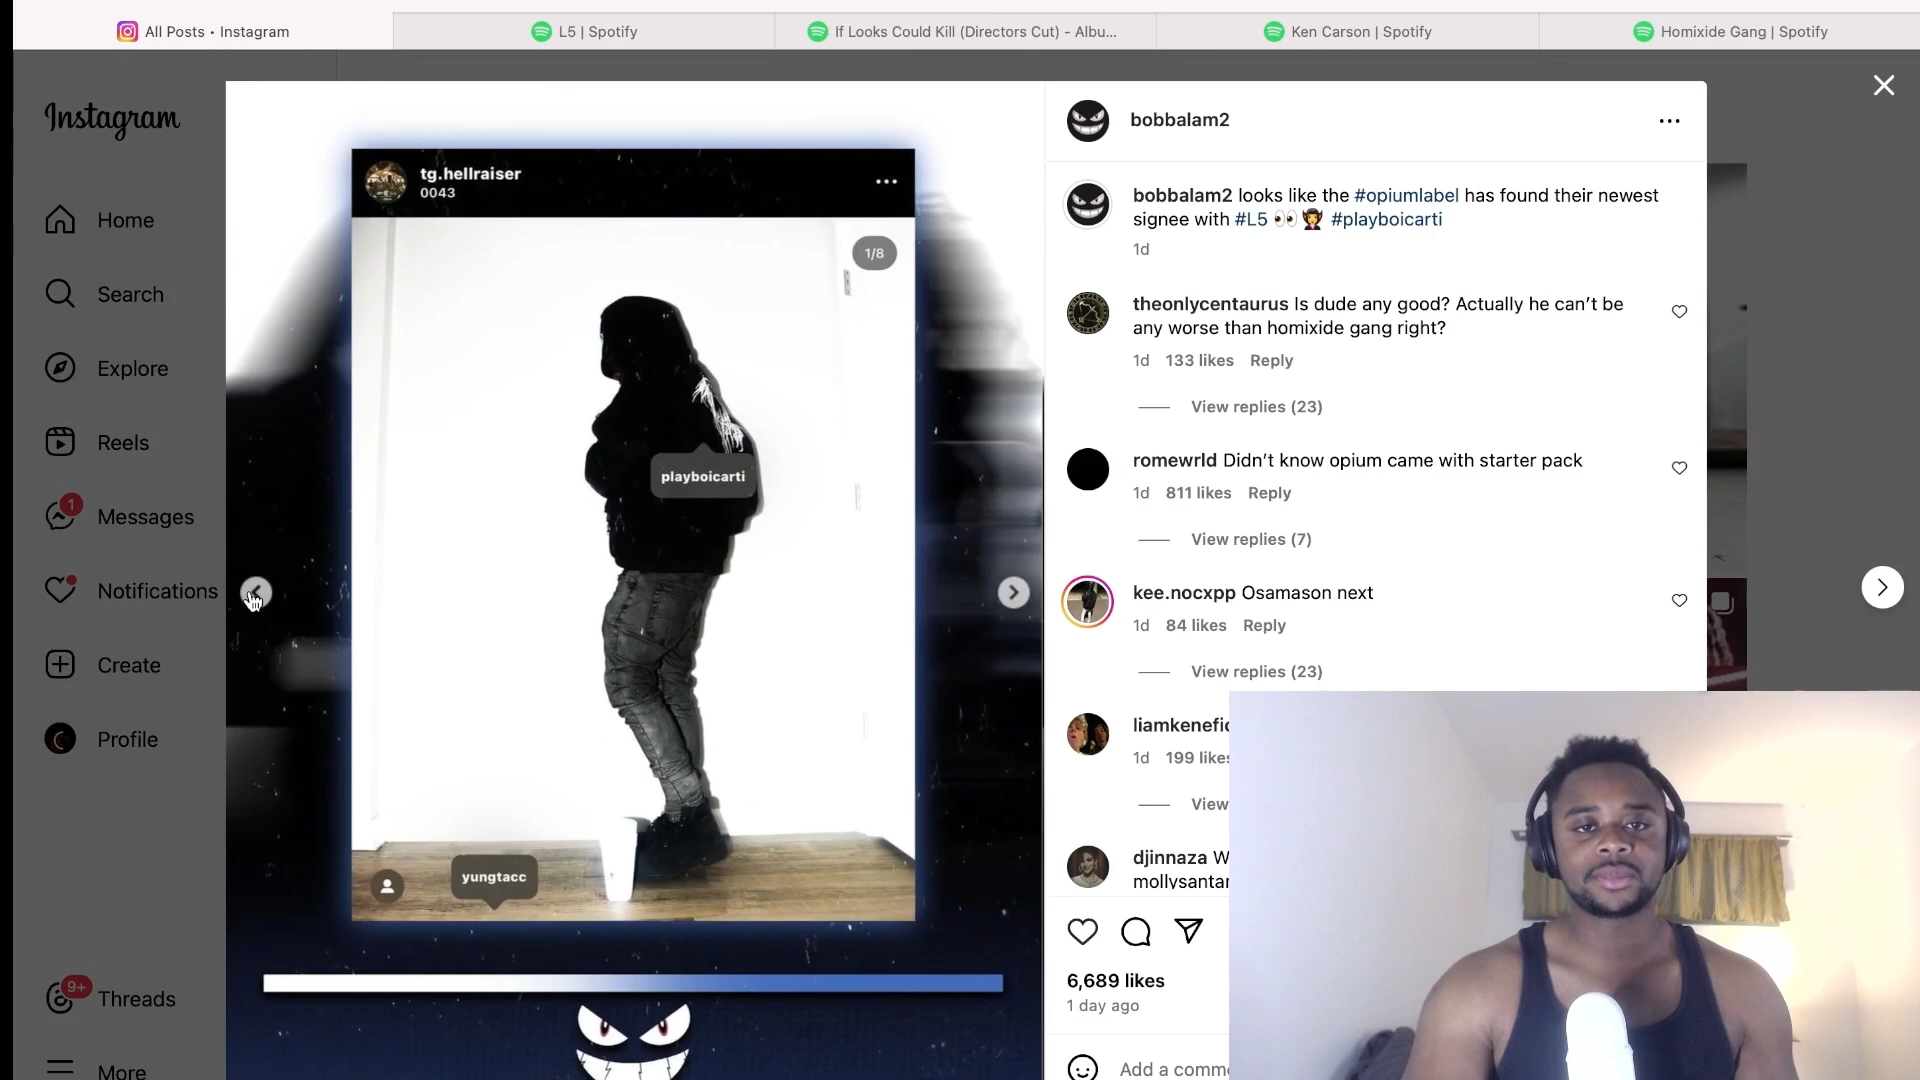 All Posts • Instagram
L5 | Spotify
If Looks Could Kill (Directors Cut) - Albu...
Ken Carson | Spotify
Homixide Gang | Spotify
Instagram
Home
Search
Explore
Reels
1
Messages
Notifications
Create
Profile
9+
Threads
More
tg.hellraiser
0043
1/8
playboicarti
yungtacc
bobbalam2
bobbalam2 looks like the #opiumlabel has found their newest
signee with #L5 👀 🧛 #playboicarti
1d
theonlycentaurus Is dude any good? Actually he can’t be
any worse than homixide gang right?
1d 133 likes Reply
View replies (23)
romewrld Didn’t know opium came with starter pack
1d 811 likes Reply
View replies (7)
kee.nocxpp Osamason next
1d 84 likes Reply
View replies (23)
liamkenefic
1d 199 likes
View
djinnaza W
mollysantan
6,689 likes
1 day ago
Add a comme